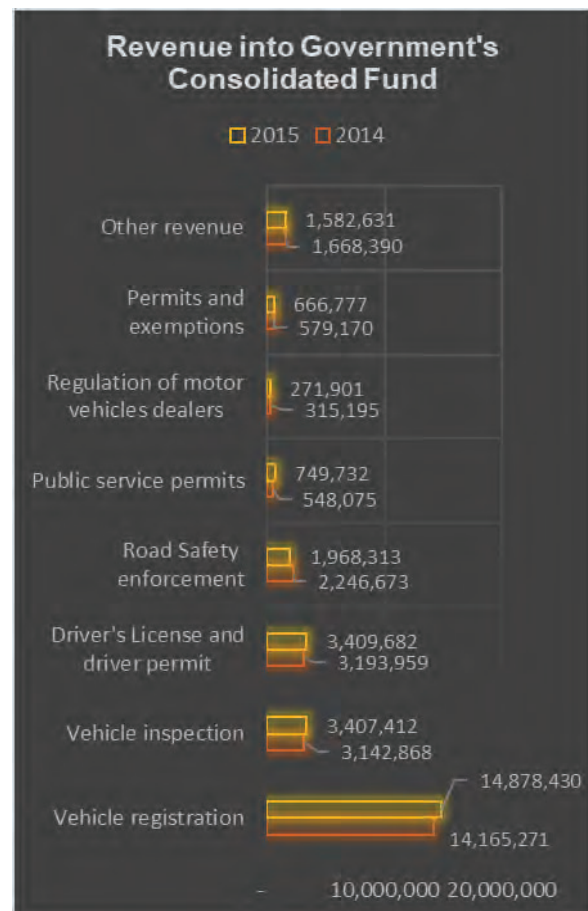 Revenue into Government's
Consolidated Fund
2015 2014
Other revenue
1,582,631
1,668,390
Permits and
exemptions
666,777
579,170
Regulation of motor
vehicles dealers
271,901
315,195
Public service permits
749,732
548,075
Road Safety
enforcement
1,968,313
2,246,673
Driver's License and
driver permit
3,409,682
3,193,959
Vehicle inspection
3,407,412
3,142,868
Vehicle registration
14,878,430
14,165,271
- 10,000,000 20,000,000